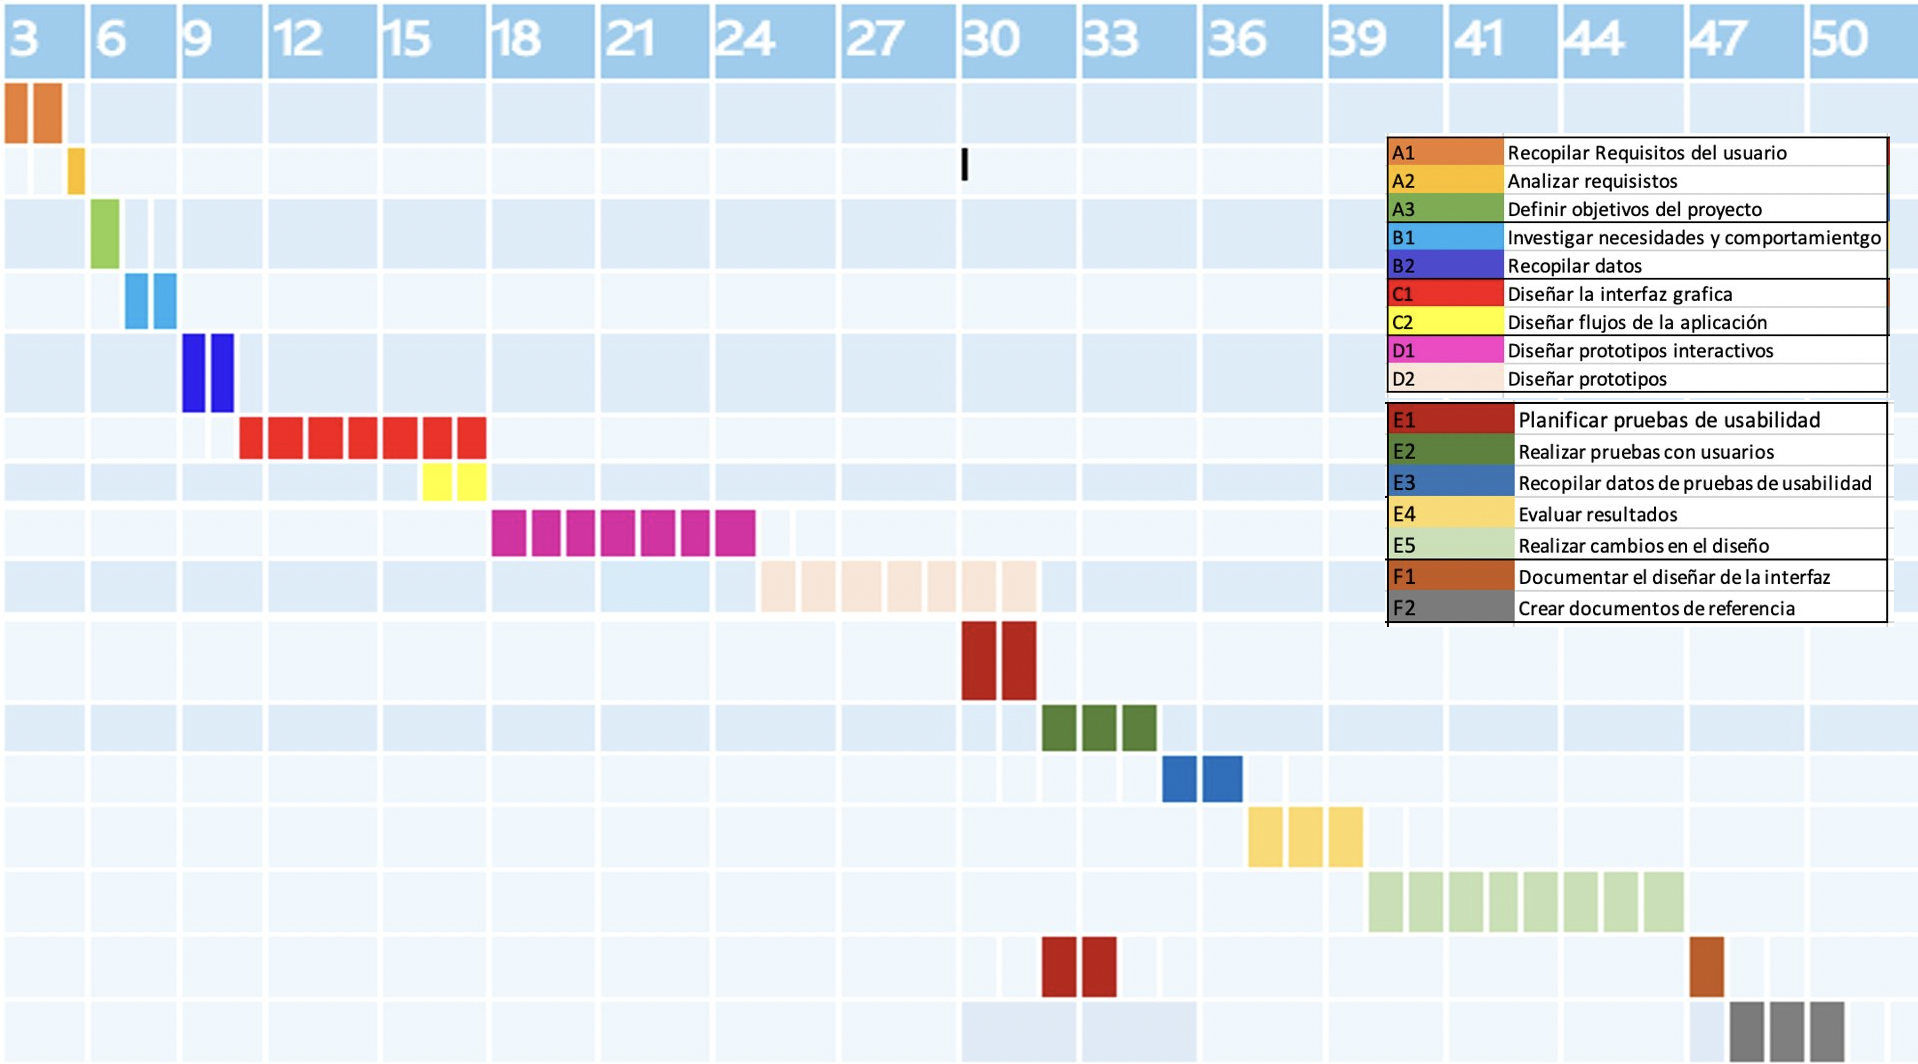 3 6 9 12 15 18 21 24 27 30 33 36 39 41 44 47 50
A1 Recopilar Requisitos del usuario
A2 Analizar requisistos
A3 Definir objetivos del proyecto
B1 Investigar necesidades y comportamientgo
B2 Recopilar datos
C1 Diseñar la interfaz grafica
C2 Diseñar flujos de la aplicación
D1 Diseñar prototipos interactivos
D2 Diseñar prototipos
E1 Planificar pruebas de usabilidad
E2 Realizar pruebas con usuarios
E3 Recopilar datos de pruebas de usabilidad
E4 Evaluar resultados
E5 Realizar cambios en el diseño
F1 Documentar el diseñar de la interfaz
F2 Crear documentos de referencia